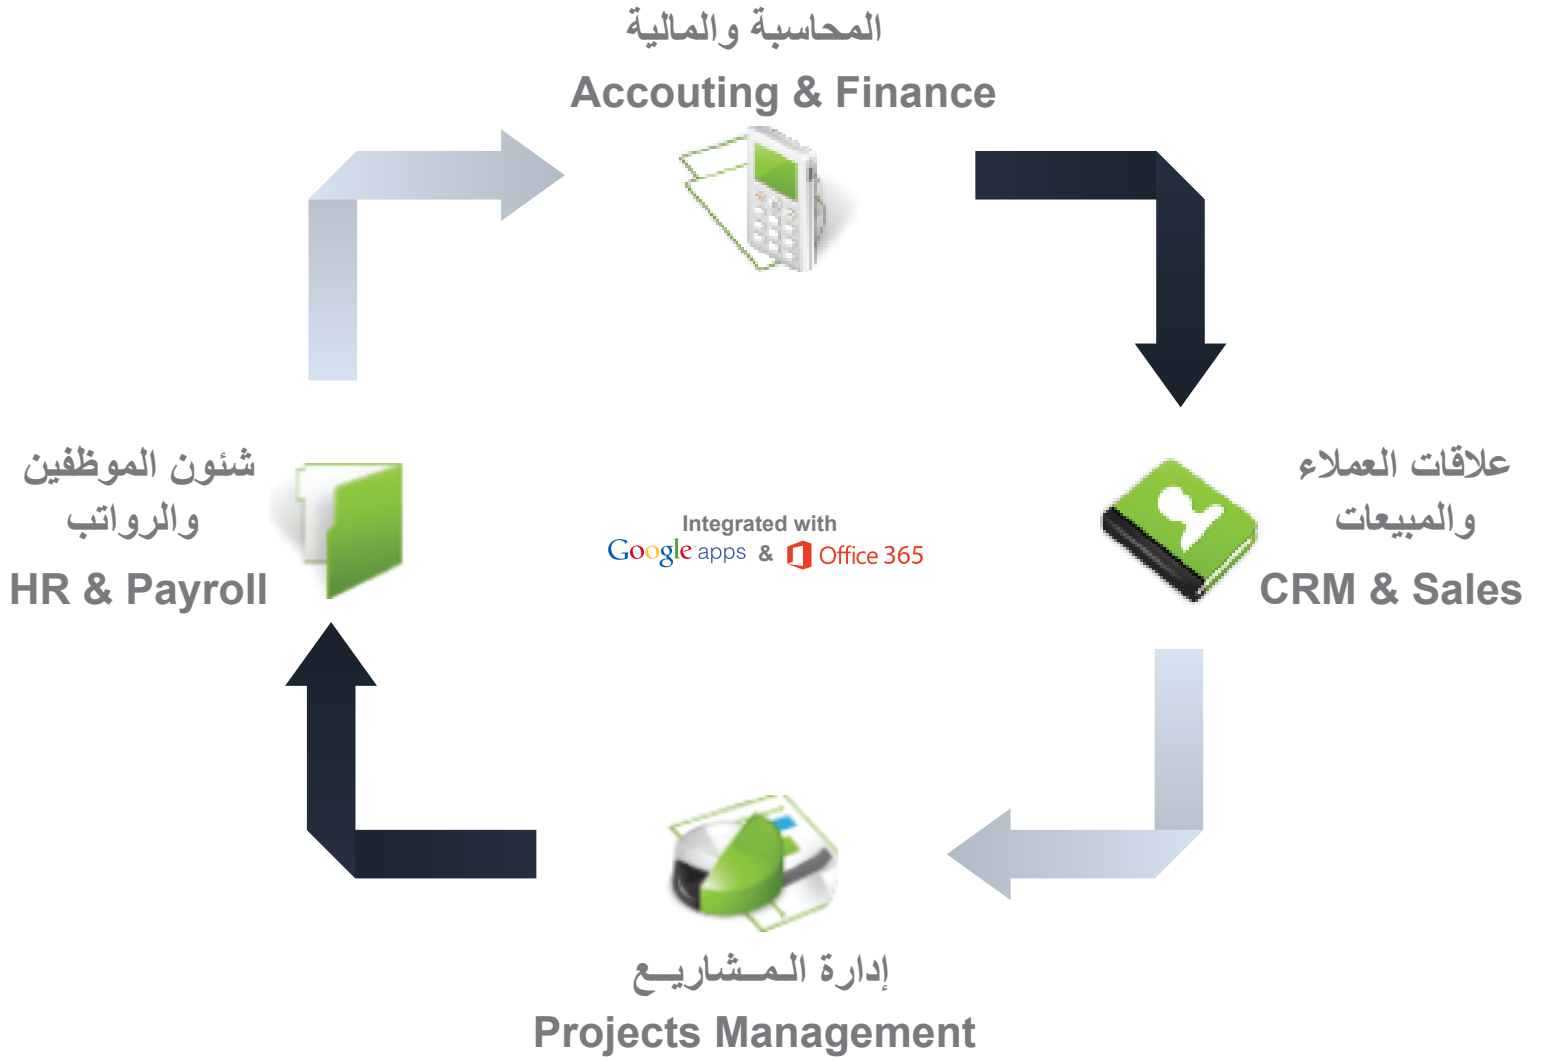 المحاسبة والمالية
Accouting & Finance
شئون الموظفين
والرواتب
HR & Payroll
Integrated with
Google apps & Office 365
علاقات العملاء
والمبيعات
CRM & Sales
إدارة الـمــشاريــع
Projects Management